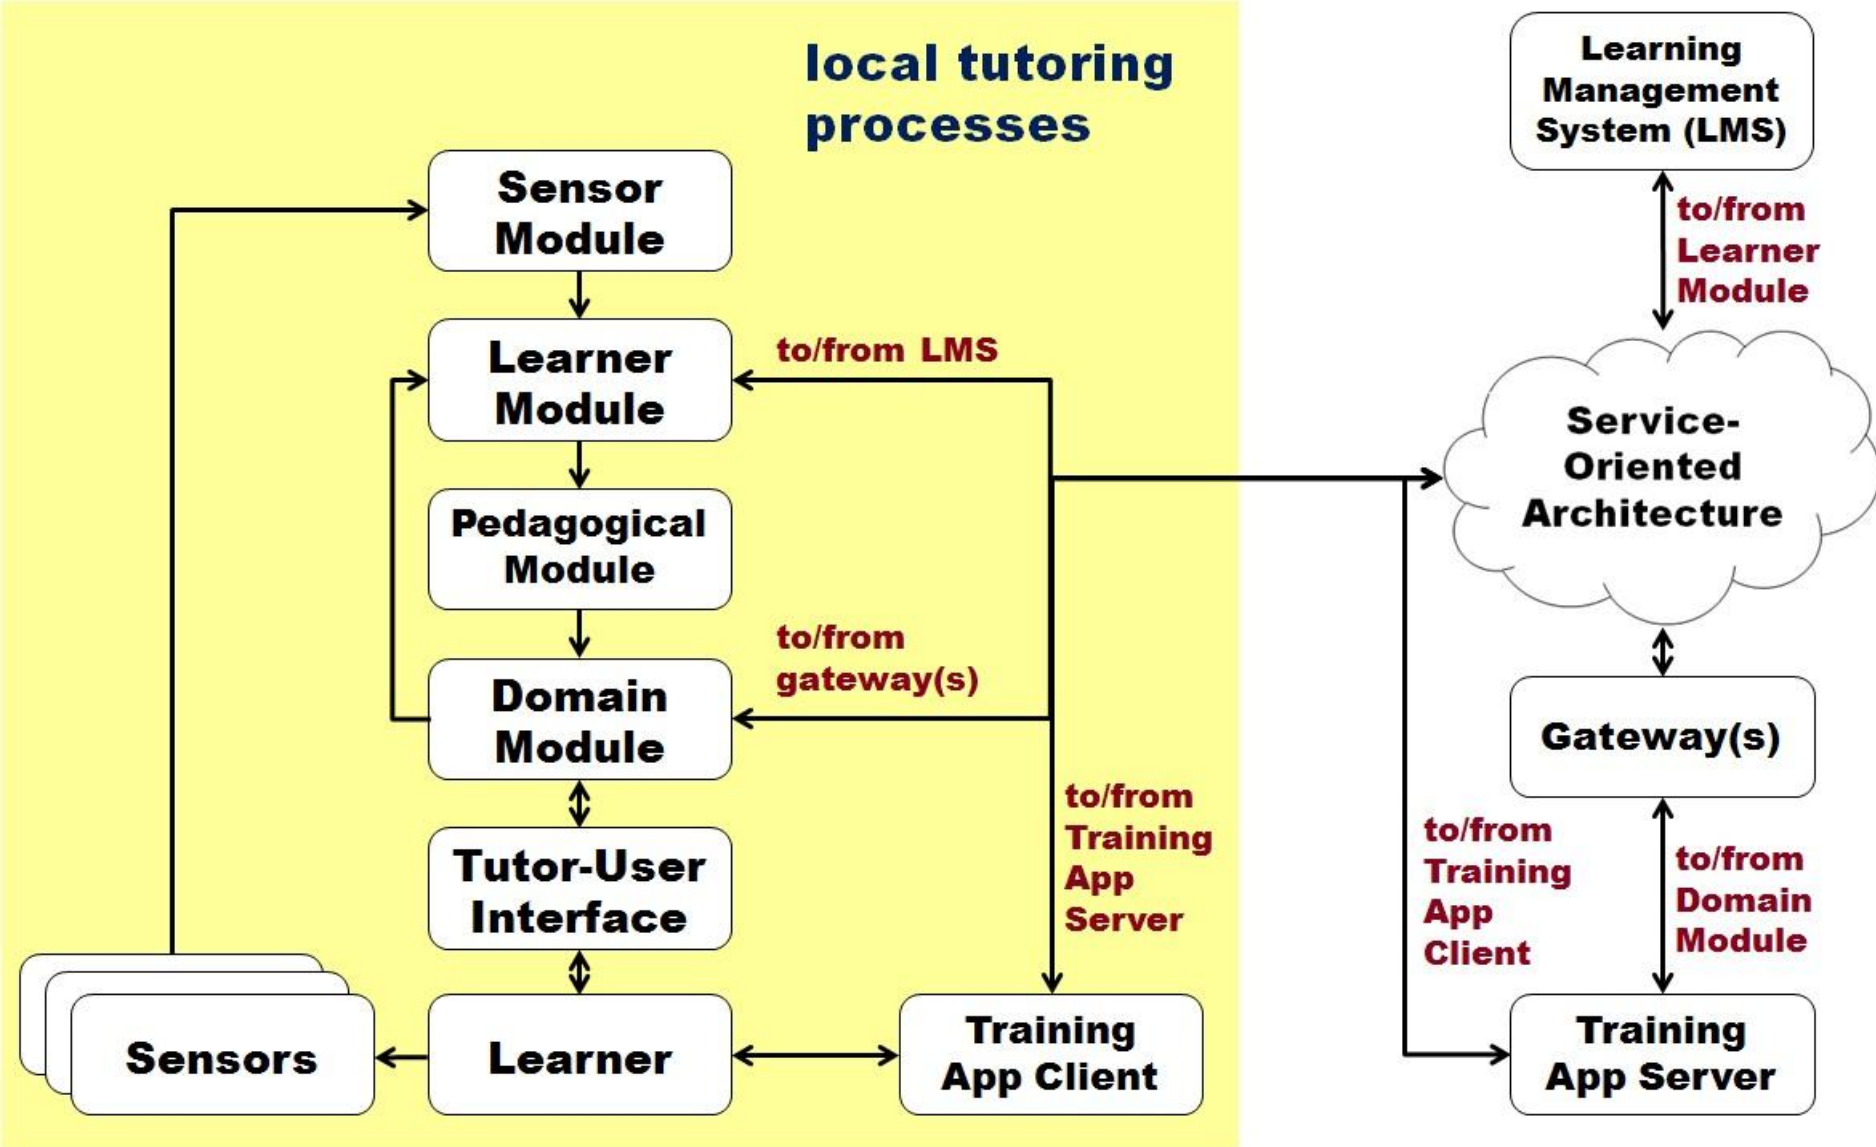 local tutoring
processes
Sensor
Module
Learner
Module
Pedagogical
Module
Domain
Module
Tutor-User
Interface
Sensors
Learner
Training
App Client
to/from LMS
to/from
gateway(s)
to/from
Training
App
Server
Learning
Management
System (LMS)
to/from
Learner
Module
Service-
Oriented
Architecture
Gateway(s)
to/from
Training
App
Client
to/from
Domain
Module
Training
App Server